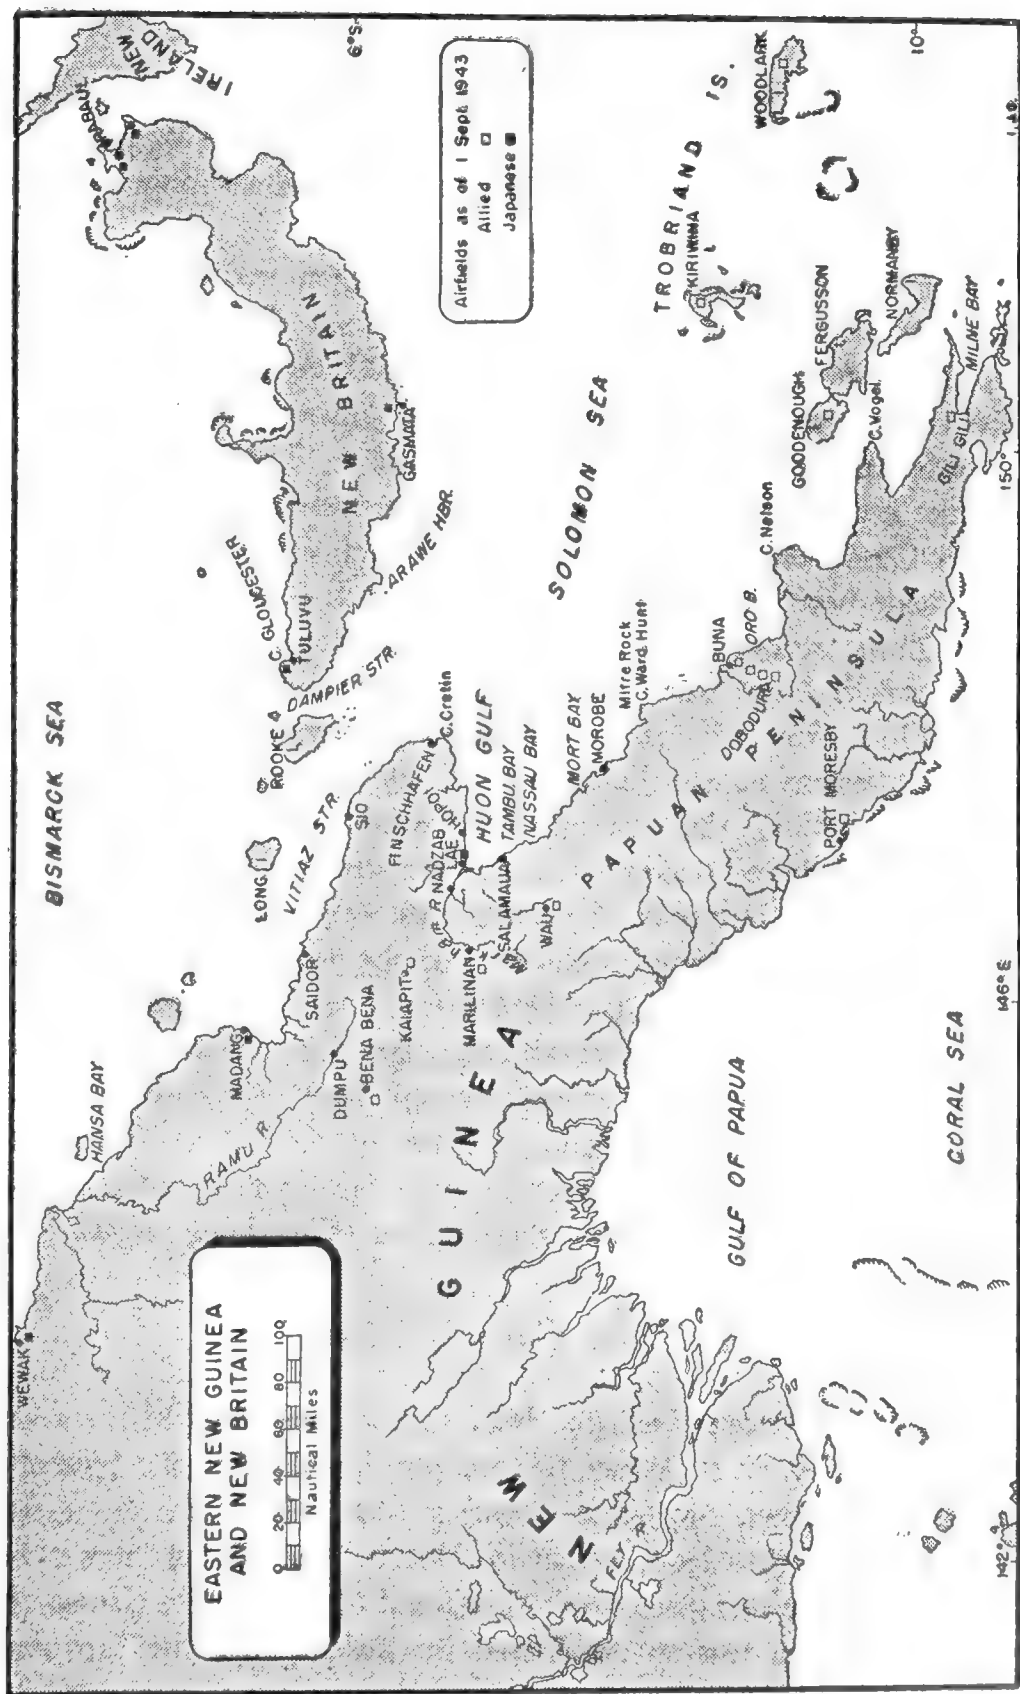 EASTERN NEW GUINEA
AND NEW BRITAIN
0 20 40 60 80 100
Nautical Miles
Airfields as of 1 Sept 1943
Allied
Japanese
BISMARCK SEA
NEW
IRELAND
RABAUL
6°S
10°
NEW BRITAIN
GASMATA
ARAWE HBR.
C. GLOUCESTER
TULUVU
DAMPIER STR.
ROOKE
LONG
VITIAZ STR
SIO
FINSCHHAFEN
C. Cretin
HUON GULF
HOPOI
LAE
NADZAB
TAMBU BAY
NASSAU BAY
SALAMAUA
MORT BAY
MOROBE
Mitre Rock
C. Ward Hunt
WAU
MARILINAN
KAIAPIT
SAIDOR
BENA BENA
DUMPU
MADANG
RAMU R.
HANSA BAY
WEWAK
SOLOMON SEA
TROBRIAND IS.
KIRIWINA
WOODLARK
GOODENOUGH
FERGUSSON
NORMANBY
C. Vogel
C. Nelson
MILNE BAY
GILI GILI
BUNA
ORO B.
DOBODURA
PAPUAN PENINSULA
PORT MORESBY
NEW GUINEA
FLY R
GULF OF PAPUA
CORAL SEA
142°
146°E
150°